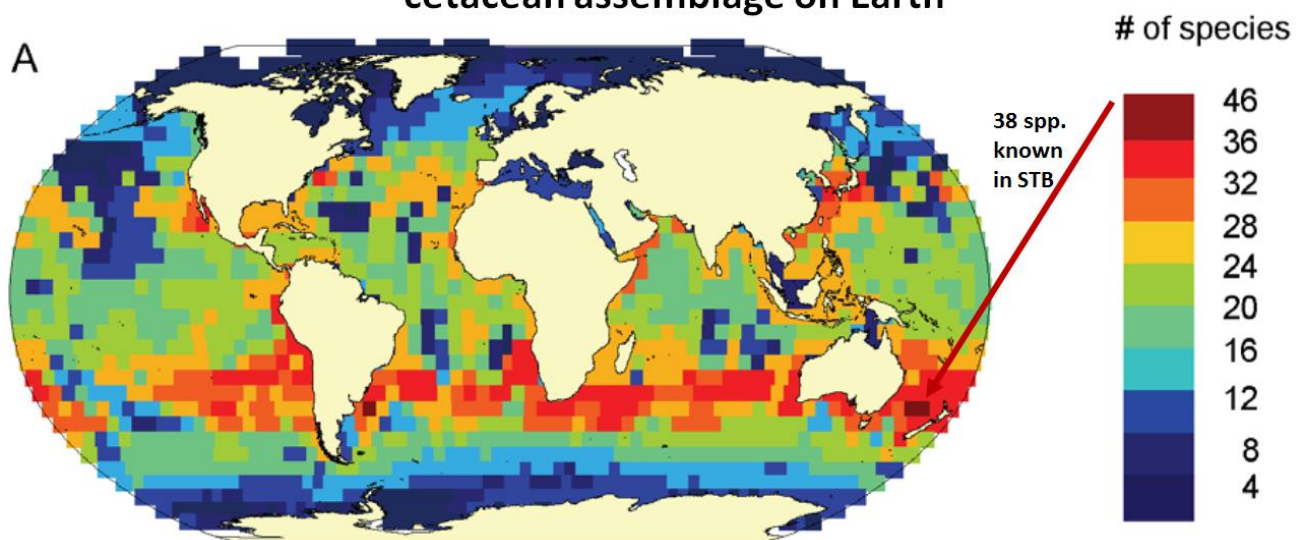 cetacean assemblage on Earth
A
# of species
38 spp.
known
in STB
46
36
32
28
24
20
16
12
8
4